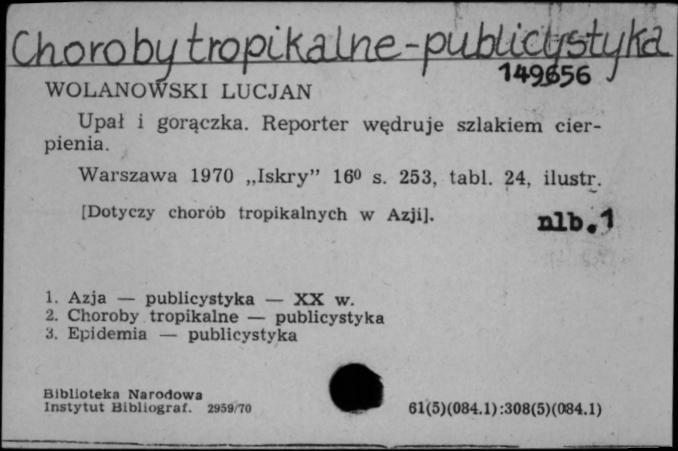 Choroby tropikalne - publicystyka
149656
WOLANOWSKI LUCJAN
Upał i gorączka. Reporter wędruje szlakiem cier-
pienia.
Warszawa 1970 „Iskry” 16⁰ s. 253, tabl. 24, ilustr.
[Dotyczy chorób tropikalnych w Azji].
nlb. 1
1. Azja — publicystyka — XX w.
2. Choroby tropikalne — publicystyka
3. Epidemia — publicystyka
Biblioteka Narodowa
Instytut Bibliograf. 2959/70
61(5)(084.1):308(5)(084.1)